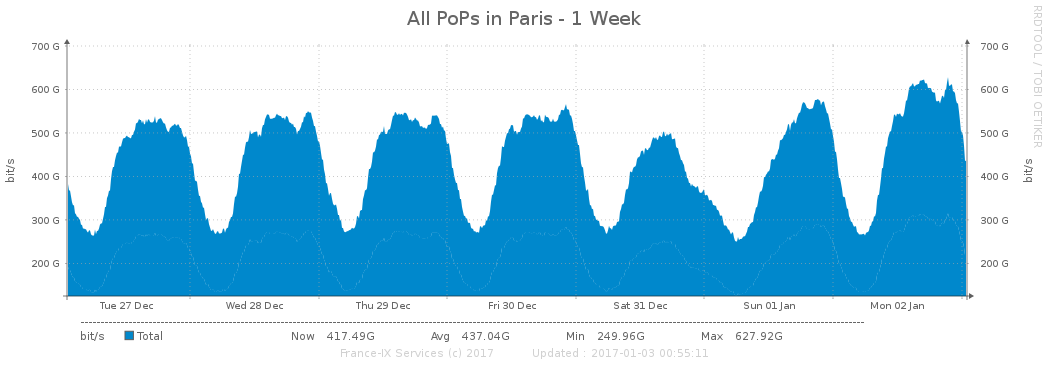 All PoPs in Paris - 1 Week
RRDTOOL / TOBI OETIKER
700 G 700 G
600 G 600 G
500 G 500 G
400 G 400 G
300 G 300 G
200 G 200 G
bit/s bit/s
Tue 27 Dec Wed 28 Dec Thu 29 Dec Fri 30 Dec Sat 31 Dec Sun 01 Jan Mon 02 Jan
bit/s Total Now 417.49G Avg 437.04G Min 249.96G Max 627.92G
France-IX Services (c) 2017 Updated : 2017-01-03 00:55:11